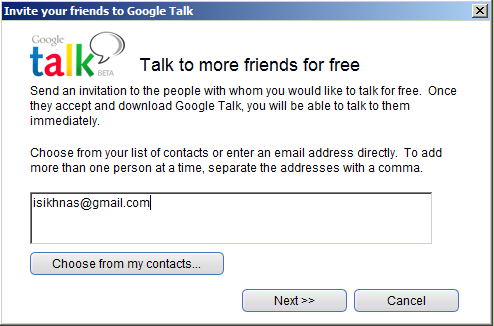 Invite your friends to Google Talk
Google
talk
BETA
Talk to more friends for free
Send an invitation to the people with whom you would like to talk for free. Once
they accept and download Google Talk, you will be able to talk to them
immediately.
Choose from your list of contacts or enter an email address directly. To add
more than one person at a time, separate the addresses with a comma.
isikhnas@gmail.com
Choose from my contacts...
Next >>
Cancel